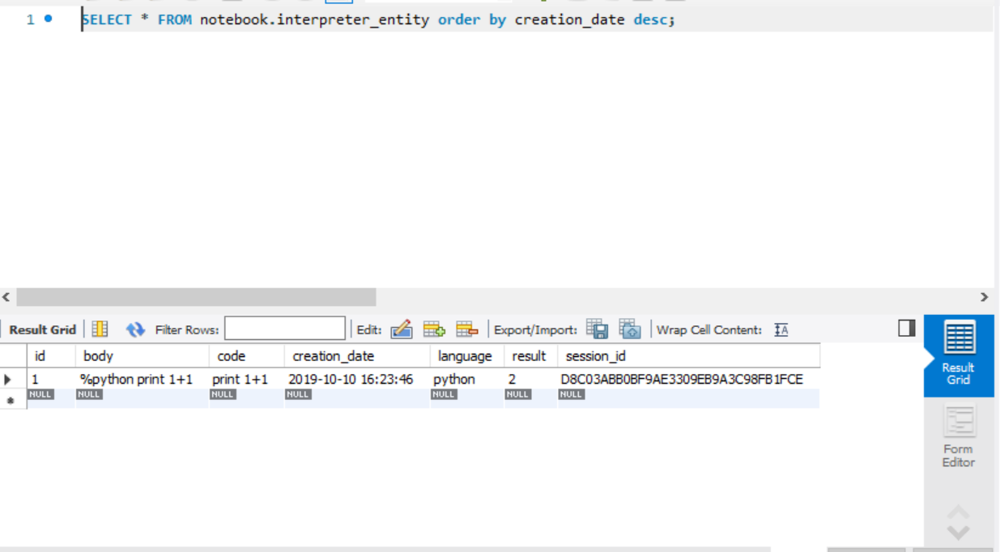 1 SELECT * FROM notebook.interpreter_entity order by creation_date desc;
Result Grid Filter Rows: Edit: Export/Import: Wrap Cell Content: IA
id body code creation_date language result session_id
1 %python print 1+1 print 1+1 2019-10-10 16:23:46 python 2 D8C03ABB0BF9AE3309EB9A3C98FB1FCE
NULL NULL NULL NULL NULL NULL NULL
Result
Grid
Form
Editor